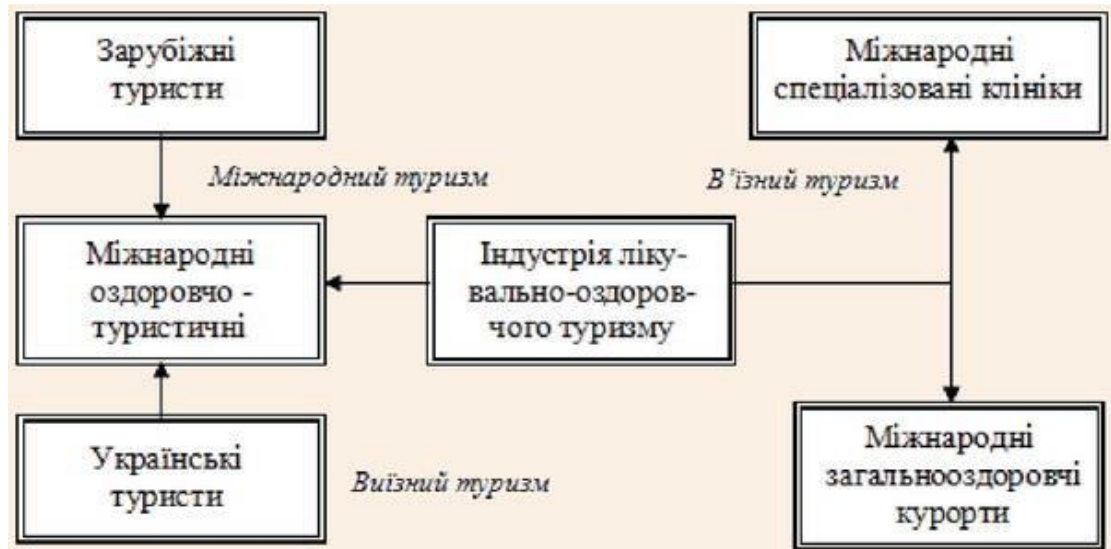 Зарубіжні
туристи
Міжнародні
спеціалізовані клініки
Міжнародний туризм
В'їзний туризм
Міжнародні
оздоровчо -
туристичні
Індустрія ліку-
вально-оздоров-
чого туризму
Українські
туристи
Виїзний туризм
Міжнародні
загальнооздоровчі
курорти